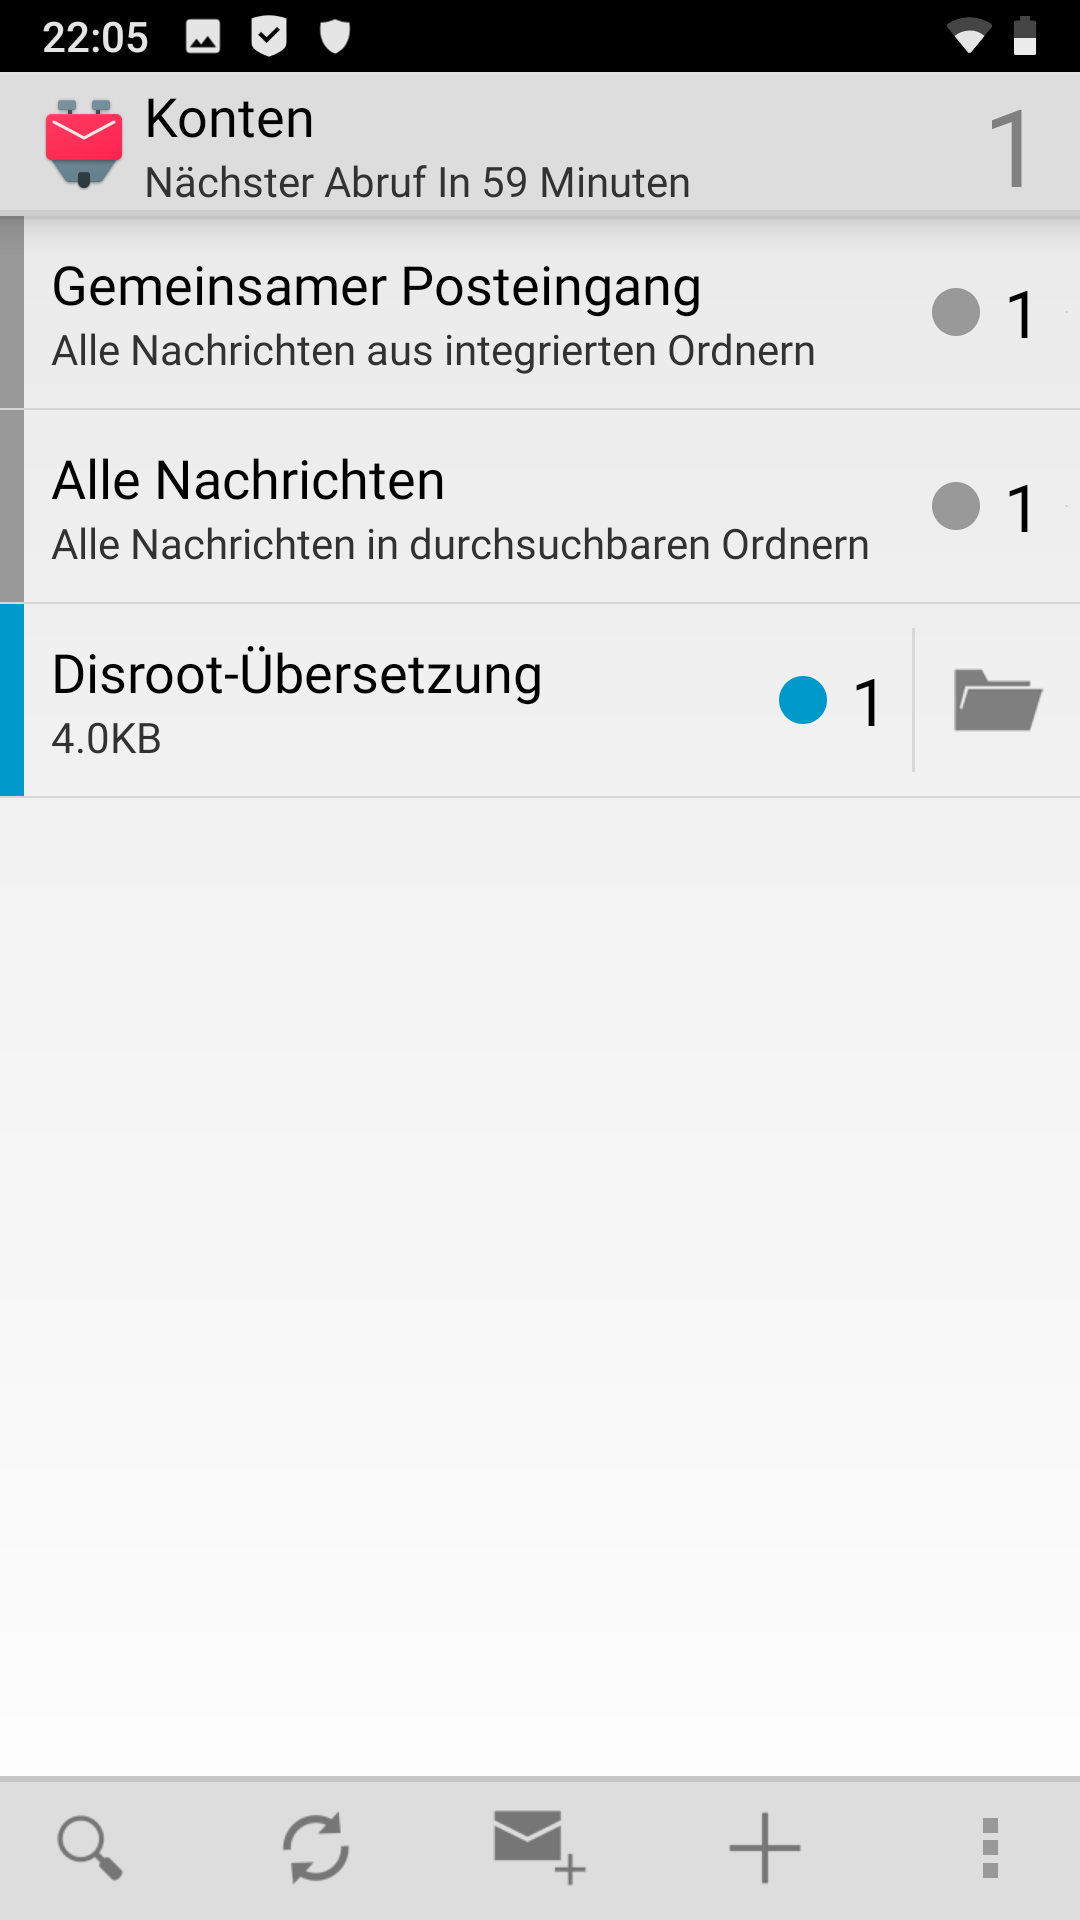 22:05
Konten
Nächster Abruf In 59 Minuten
1
Gemeinsamer Posteingang
Alle Nachrichten aus integrierten Ordnern
1
Alle Nachrichten
Alle Nachrichten in durchsuchbaren Ordnern
1
Disroot-Übersetzung
4.0KB
1